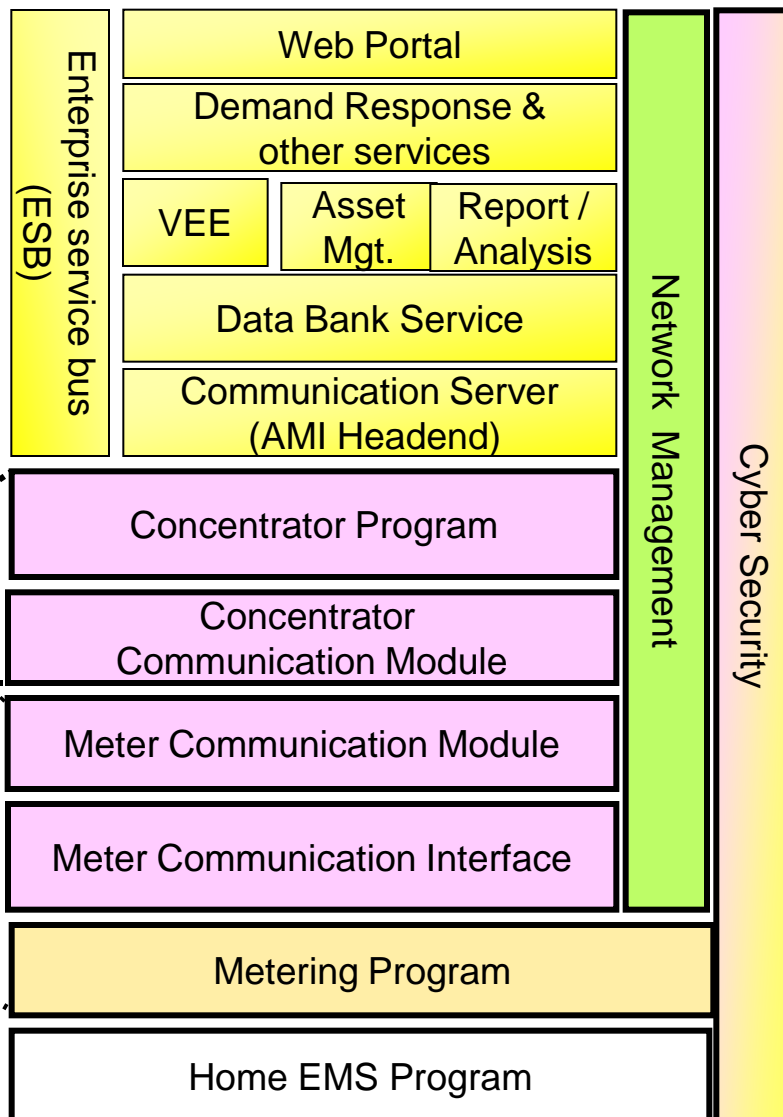 Enterprise service bus
(ESB)
Web Portal
Demand Response &
other services
VEE
Asset
Mgt.
Report /
Analysis
Data Bank Service
Communication Server
(AMI Headend)
Concentrator Program
Concentrator
Communication Module
Meter Communication Module
Meter Communication Interface
Metering Program
Home EMS Program
Network Management
Cyber Security